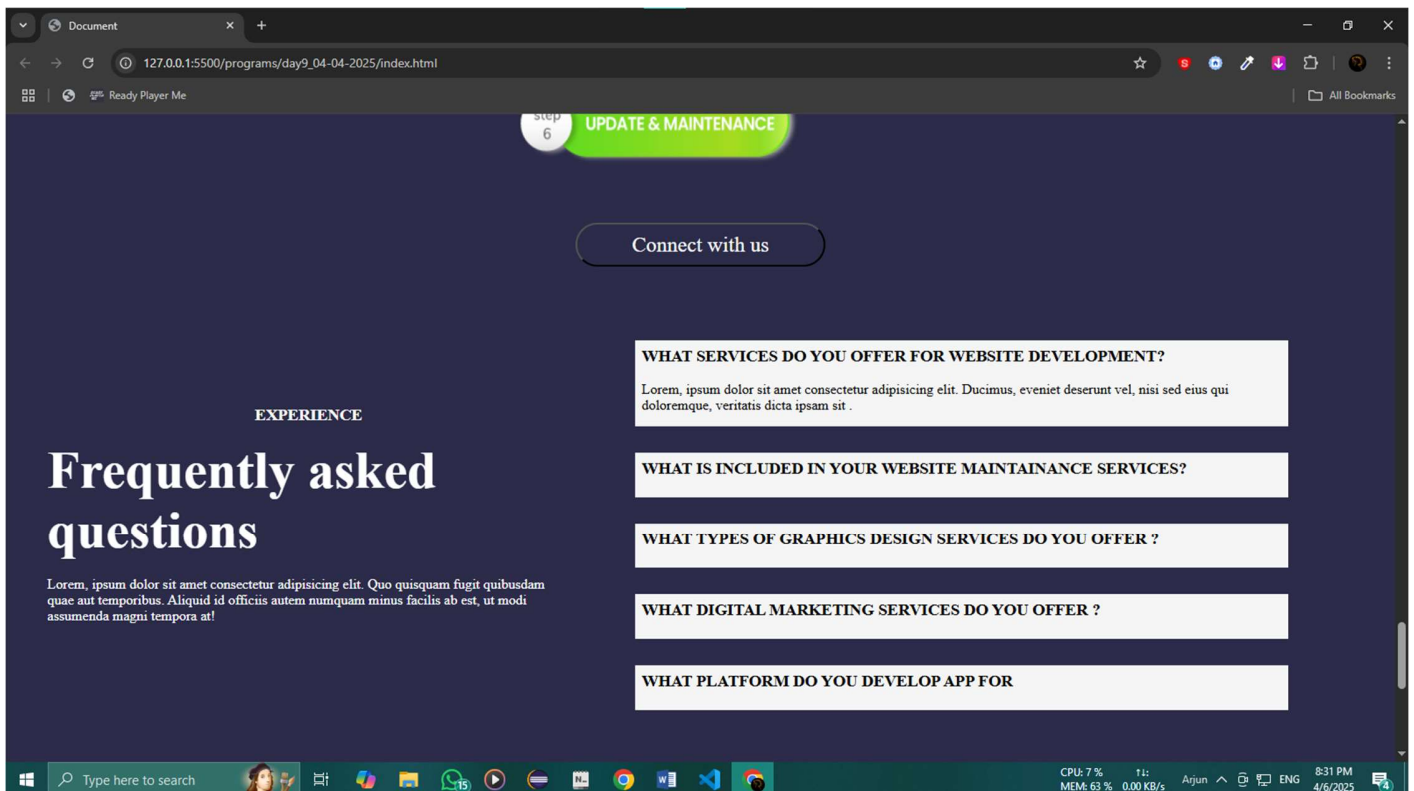 Document
127.0.0.1:5500/programs/day9_04-04-2025/index.html
Ready Player Me
All Bookmarks
step
6
UPDATE & MAINTENANCE
Connect with us
EXPERIENCE
Frequently asked
questions
Lorem, ipsum dolor sit amet consectetur adipisicing elit. Quo quisquam fugit quibusdam
quae aut temporibus. Aliquid id officiis autem numquam minus facilis ab est, ut modi
assumenda magni tempora at!
WHAT SERVICES DO YOU OFFER FOR WEBSITE DEVELOPMENT?
Lorem, ipsum dolor sit amet consectetur adipisicing elit. Ducimus, eveniet deserunt vel, nisi sed eius qui
doloremque, veritatis dicta ipsam sit .
WHAT IS INCLUDED IN YOUR WEBSITE MAINTAINANCE SERVICES?
WHAT TYPES OF GRAPHICS DESIGN SERVICES DO YOU OFFER ?
WHAT DIGITAL MARKETING SERVICES DO YOU OFFER ?
WHAT PLATFORM DO YOU DEVELOP APP FOR
Type here to search
15
CPU: 7 %
MEM: 63 % 0.00 KB/s
Arjun
ENG
8:31 PM
4/6/2025
4